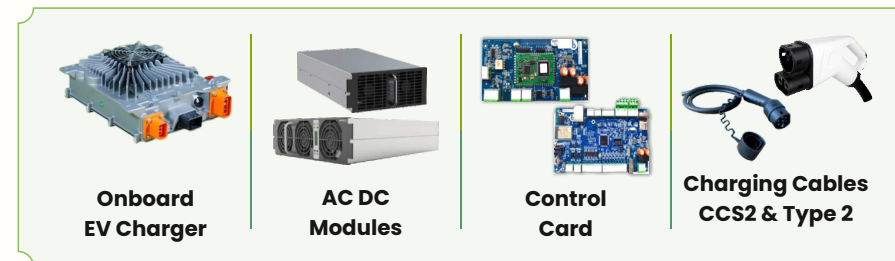 Onboard
EV Charger
AC DC
Modules
Control
Card
Charging Cables
CCS2 & Type 2